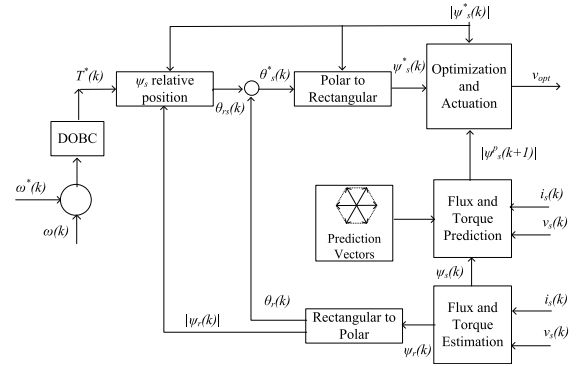 |ψ*s(k)|
T*(k)
ψs relative
position
θrs(k)
θ*s(k)
Polar to
Rectangular
ψ*s(k)
Optimization
and
Actuation
vopt
DOBC
|ψps(k+1)|
ω*(k)
ω(k)
Prediction
Vectors
Flux and
Torque
Prediction
is(k)
vs(k)
ψs(k)
θr(k)
|ψr(k)|
Rectangular to
Polar
ψr(k)
Flux and
Torque
Estimation
is(k)
vs(k)